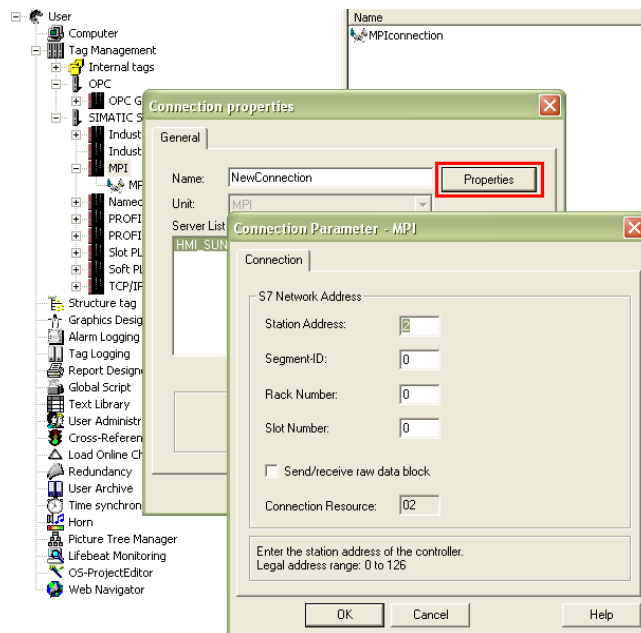 User
Computer
Tag Management
Internal tags
OPC
OPC G
SIMATIC S
Indust
Indust
MPI
MP
Named
PROFI
PROFI
Slot PL
Soft PL
TCP/IP
Structure tag
Graphics Desig
Alarm Logging
Tag Logging
Report Designe
Global Script
Text Library
User Administr
Cross-Referen
Load Online Ch
Redundancy
User Archive
Time synchron
Horn
Picture Tree Manager
Lifebeat Monitoring
OS-ProjectEditor
Web Navigator
Name
MPIconnection
Connection properties
General
Name: NewConnection Properties
Unit: MPI
Server List
HMI_SUN
Connection Parameter - MPI
Connection
S7 Network Address
Station Address: 2
Segment-ID: 0
Rack Number: 0
Slot Number: 0
Send/receive raw data block
Connection Resource: 02
Enter the station address of the controller.
Legal address range: 0 to 126
OK Cancel Help